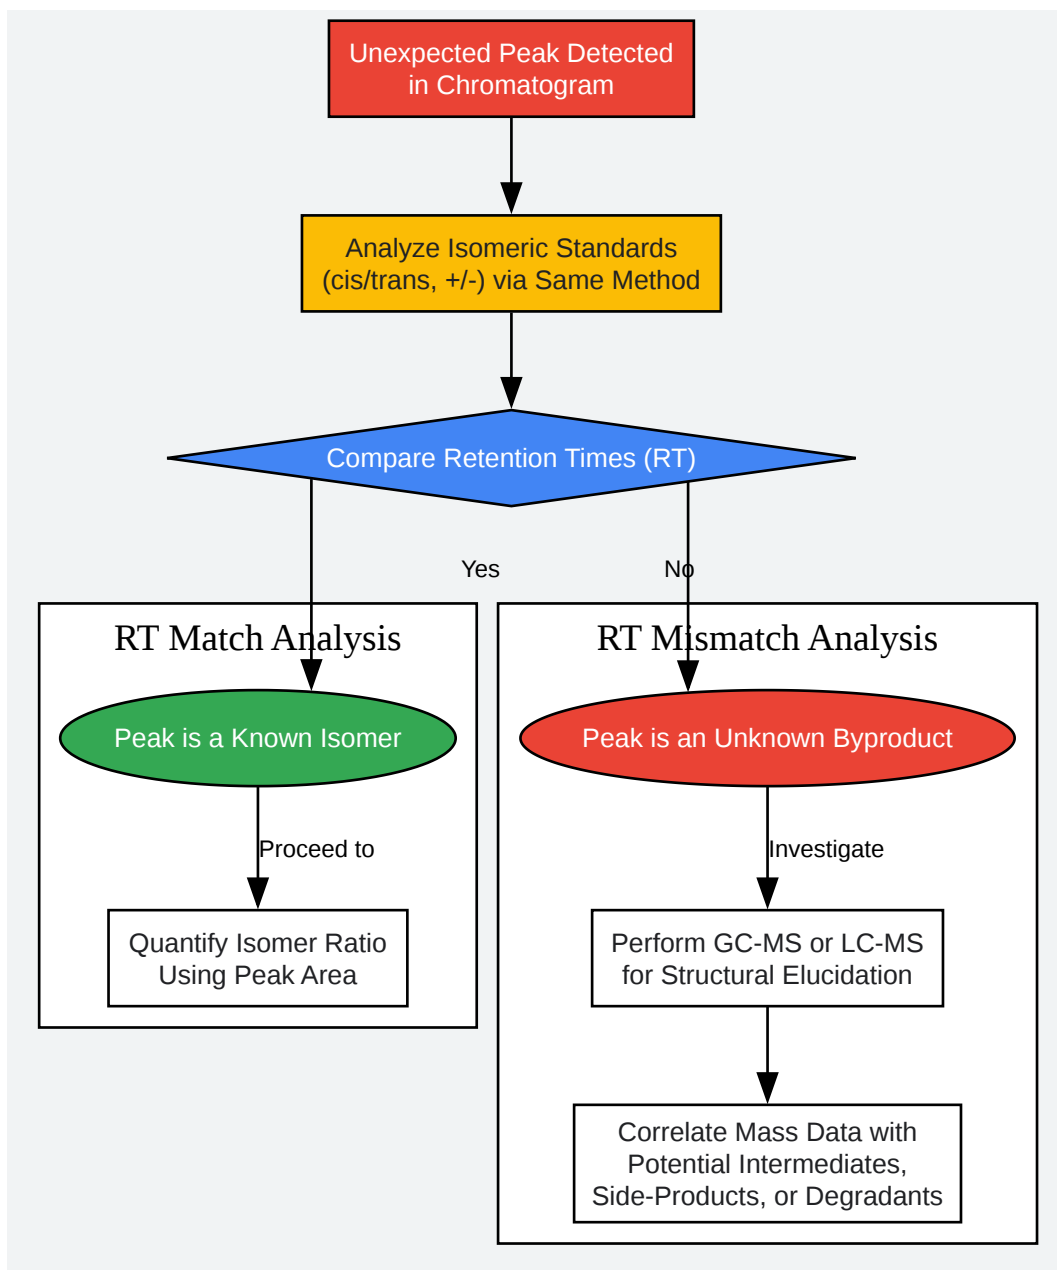 Unexpected Peak Detected
in Chromatogram
Analyze Isomeric Standards
(cis/trans, +/-) via Same Method
Compare Retention Times (RT)
Yes
No
RT Match Analysis
Peak is a Known Isomer
Proceed to
Quantify Isomer Ratio
Using Peak Area
RT Mismatch Analysis
Peak is an Unknown Byproduct
Investigate
Perform GC-MS or LC-MS
for Structural Elucidation
Correlate Mass Data with
Potential Intermediates,
Side-Products, or Degradants